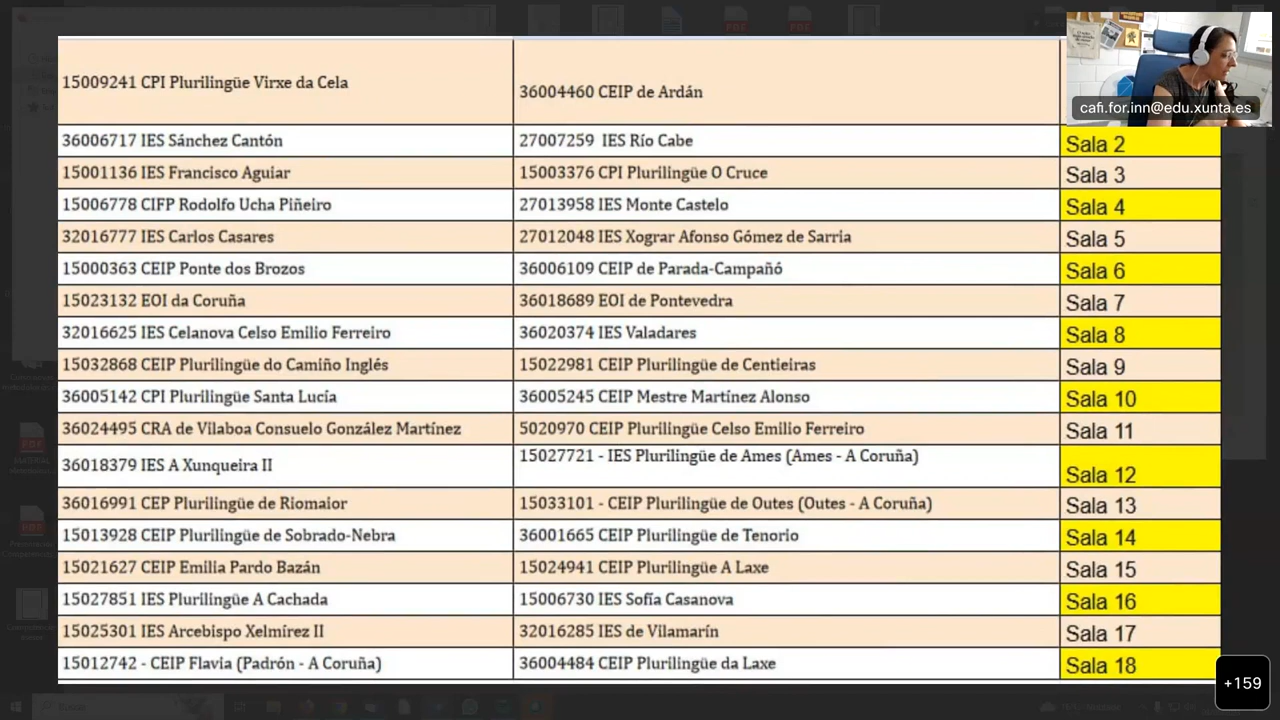 15009241 CPI Plurilingüe Virxe da Cela 36004460 CEIP de Ardán
cafi.for.inn@edu.xunta.es
36006717 IES Sánchez Cantón 27007259 IES Río Cabe Sala 2
15001136 IES Francisco Aguiar 15003376 CPI Plurilingüe O Cruce Sala 3
15006778 CIFP Rodolfo Ucha Piñeiro 27013958 IES Monte Castelo Sala 4
32016777 IES Carlos Casares 27012048 IES Xograr Afonso Gómez de Sarria Sala 5
15000363 CEIP Ponte dos Brozos 36006109 CEIP de Parada-Campañó Sala 6
15023132 EOI da Coruña 36018689 EOI de Pontevedra Sala 7
32016625 IES Celanova Celso Emilio Ferreiro 36020374 IES Valadares Sala 8
15032868 CEIP Plurilingüe do Camiño Inglés 15022981 CEIP Plurilingüe de Centieiras Sala 9
36005142 CPI Plurilingüe Santa Lucía 36005245 CEIP Mestre Martínez Alonso Sala 10
36024495 CRA de Vilaboa Consuelo González Martínez 5020970 CEIP Plurilingüe Celso Emilio Ferreiro Sala 11
36018379 IES A Xunqueira II 15027721 - IES Plurilingüe de Ames (Ames - A Coruña) Sala 12
36016991 CEP Plurilingüe de Riomaior 15033101 - CEIP Plurilingüe de Outes (Outes - A Coruña) Sala 13
15013928 CEIP Plurilingüe de Sobrado-Nebra 36001665 CEIP Plurilingüe de Tenorio Sala 14
15021627 CEIP Emilia Pardo Bazán 15024941 CEIP Plurilingüe A Laxe Sala 15
15027851 IES Plurilingüe A Cachada 15006730 IES Sofía Casanova Sala 16
15025301 IES Arcebispo Xelmírez II 32016285 IES de Vilamarín Sala 17
15012742 - CEIP Flavia (Padrón - A Coruña) 36004484 CEIP Plurilingüe da Laxe Sala 18
+159
PDF
PDF
PDF
PDF